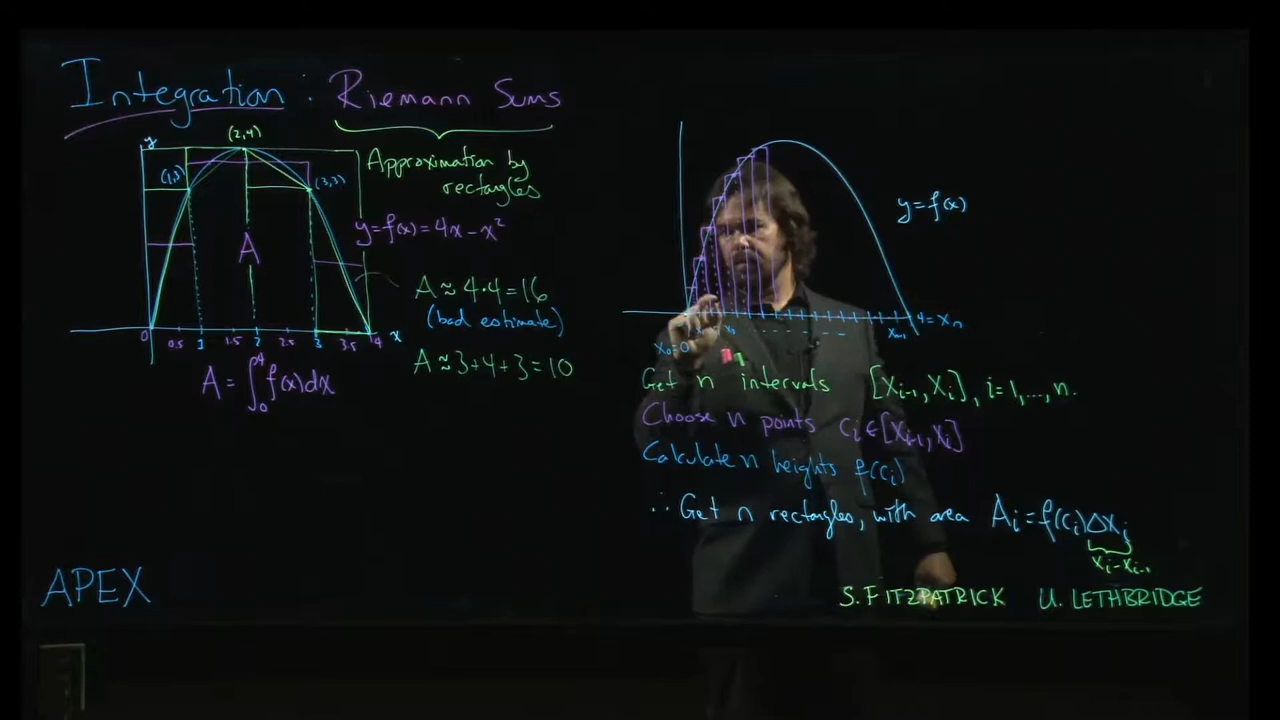 Integration: Riemann Sums
y
(2,4)
(1,3)
(3,3)
A
0 0.5 1 1.5 2 2.5 3 3.5 4 x
A = ∫₀⁴ f(x)dx
Approximation by
rectangles
y=f(x)=4x-x²
A≈4·4=16
(bad estimate)
A≈3+4+3=10
APEX
y=f(x)
x₀=0
xₙ₋₁
4=xₙ
Get n intervals [xᵢ₋₁,xᵢ], i=1,...,n.
Choose n points cᵢ∈[xᵢ₋₁,xᵢ]
Calculate n heights f(cᵢ)
∴ Get n rectangles, with area Aᵢ=f(cᵢ)Δxᵢ
xᵢ-xᵢ₋₁
S. FITZPATRICK U. LETHBRIDGE